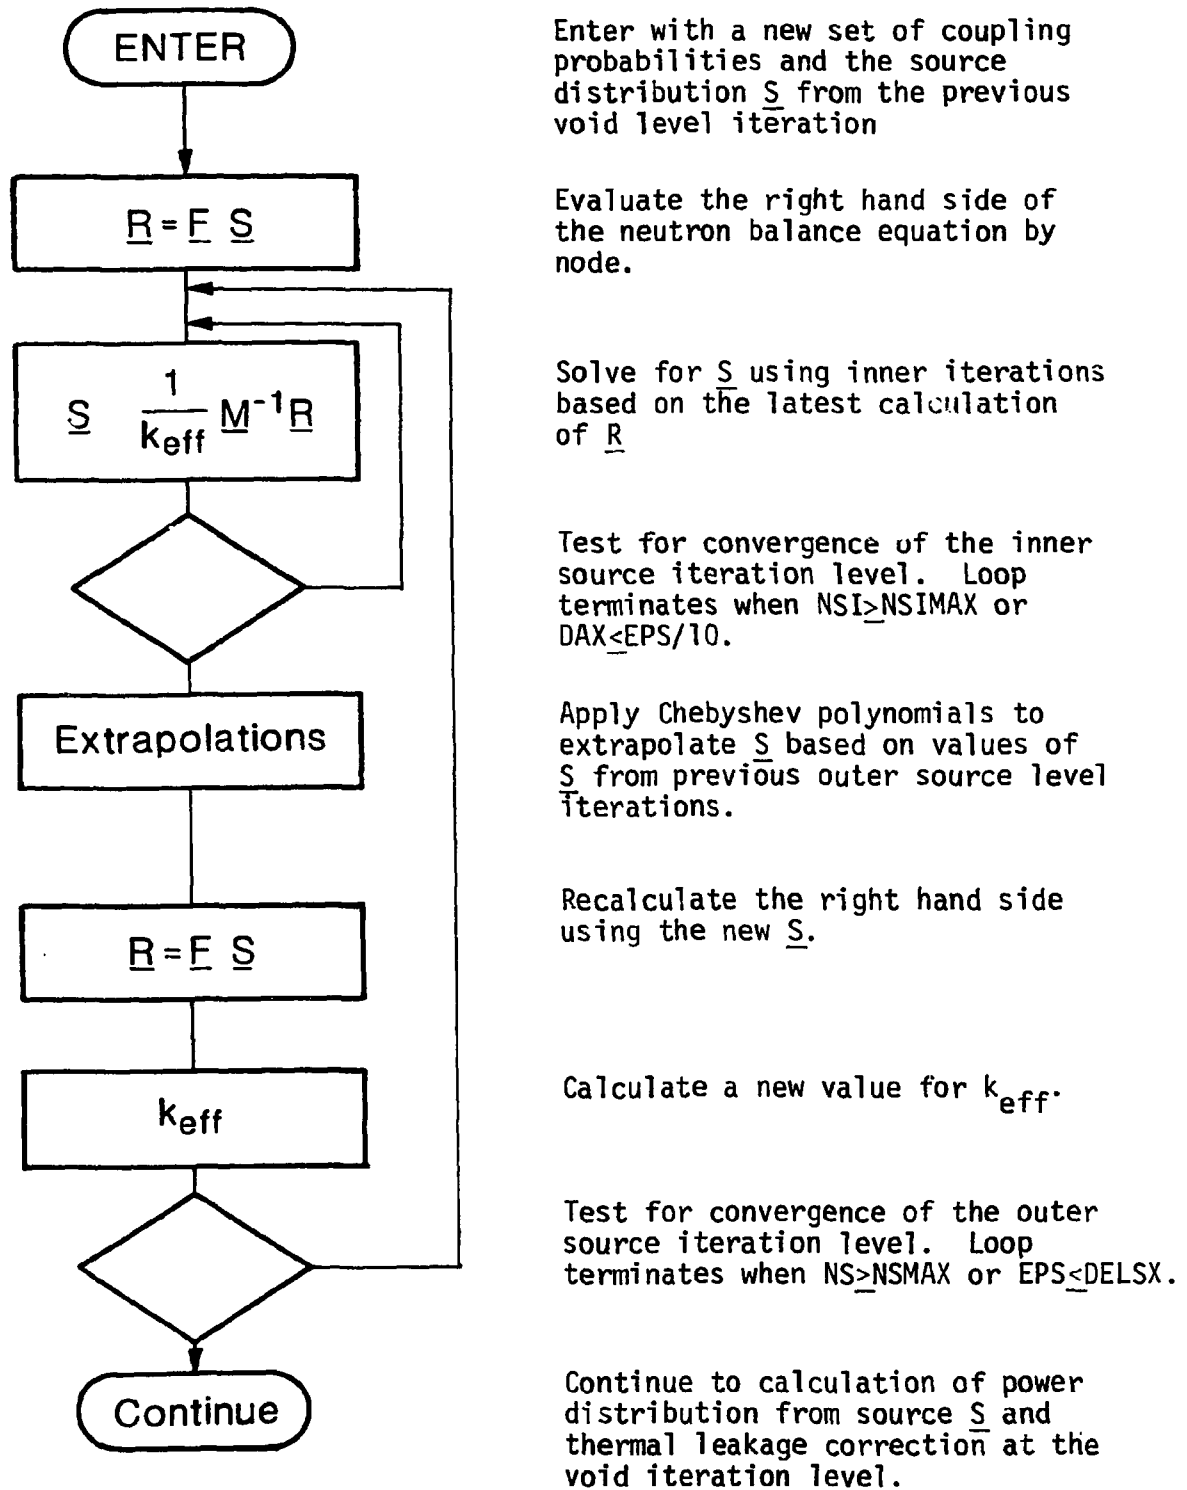 ENTER
Enter with a new set of coupling
probabilities and the source
distribution S from the previous
void level iteration
R = F S
Evaluate the right hand side of
the neutron balance equation by
node.
S 1/k_eff M⁻¹ R
Solve for S using inner iterations
based on the latest calculation
of R
Test for convergence of the inner
source iteration level. Loop
terminates when NSI≥NSIMAX or
DAX≤EPS/10.
Extrapolations
Apply Chebyshev polynomials to
extrapolate S based on values of
S from previous outer source level
iterations.
R = F S
Recalculate the right hand side
using the new S.
k_eff
Calculate a new value for k_eff.
Test for convergence of the outer
source iteration level. Loop
terminates when NS≥NSMAX or EPS≤DELSX.
Continue
Continue to calculation of power
distribution from source S and
thermal leakage correction at the
void iteration level.